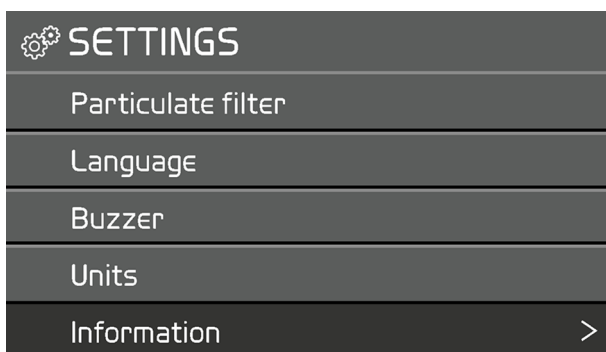 SETTINGS
Particulate filter
Language
Buzzer
Units
Information >